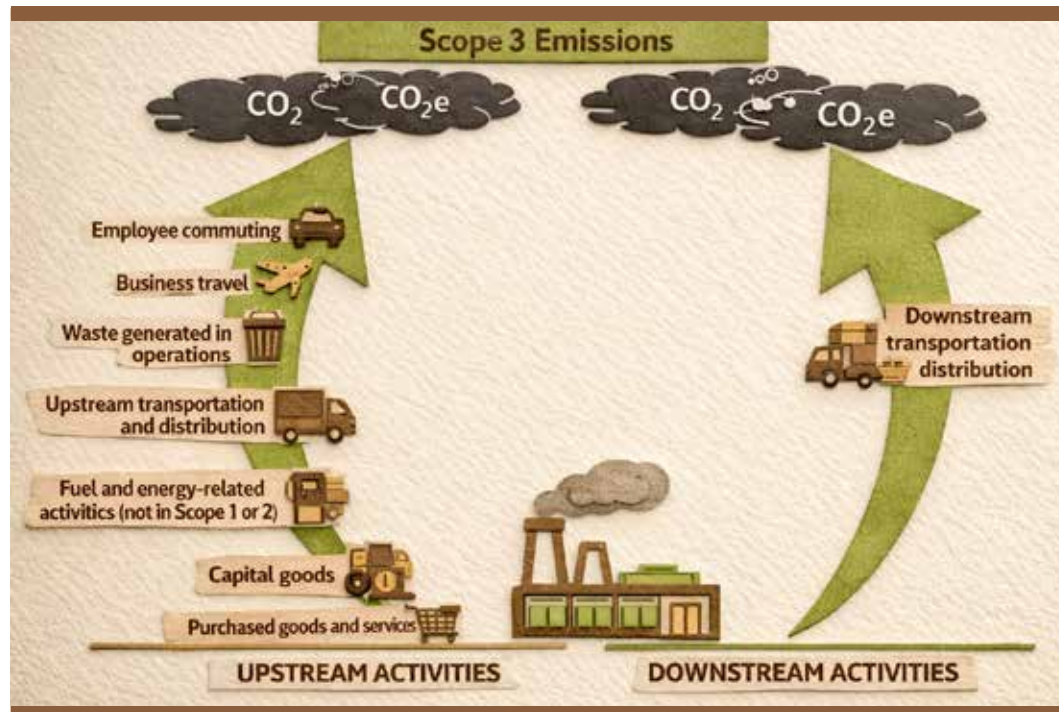 Scope 3 Emissions
CO₂ CO₂e
CO₂ CO₂e
Employee commuting
Business travel
Waste generated in
operations
Upstream transportation
and distribution
Fuel and energy-related
activitics (not in Scope 1 or 2)
Capital goods
Purchased goods and services
Downstream
transportation
distribution
UPSTREAM ACTIVITIES
DOWNSTREAM ACTIVITIES